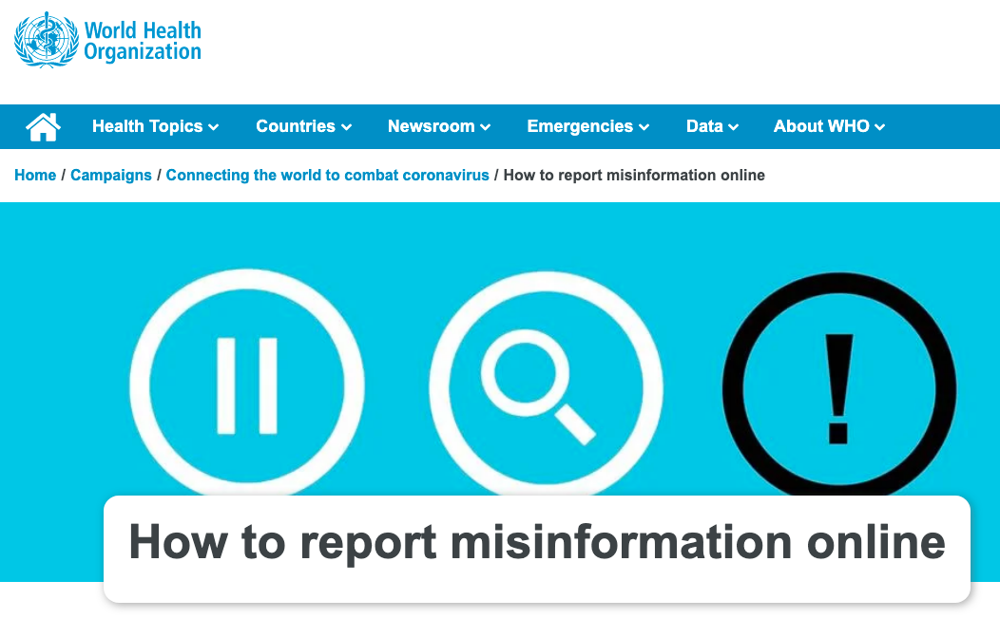 World Health
Organization
Health Topics Countries Newsroom Emergencies Data About WHO
Home / Campaigns / Connecting the world to combat coronavirus / How to report misinformation online
How to report misinformation online